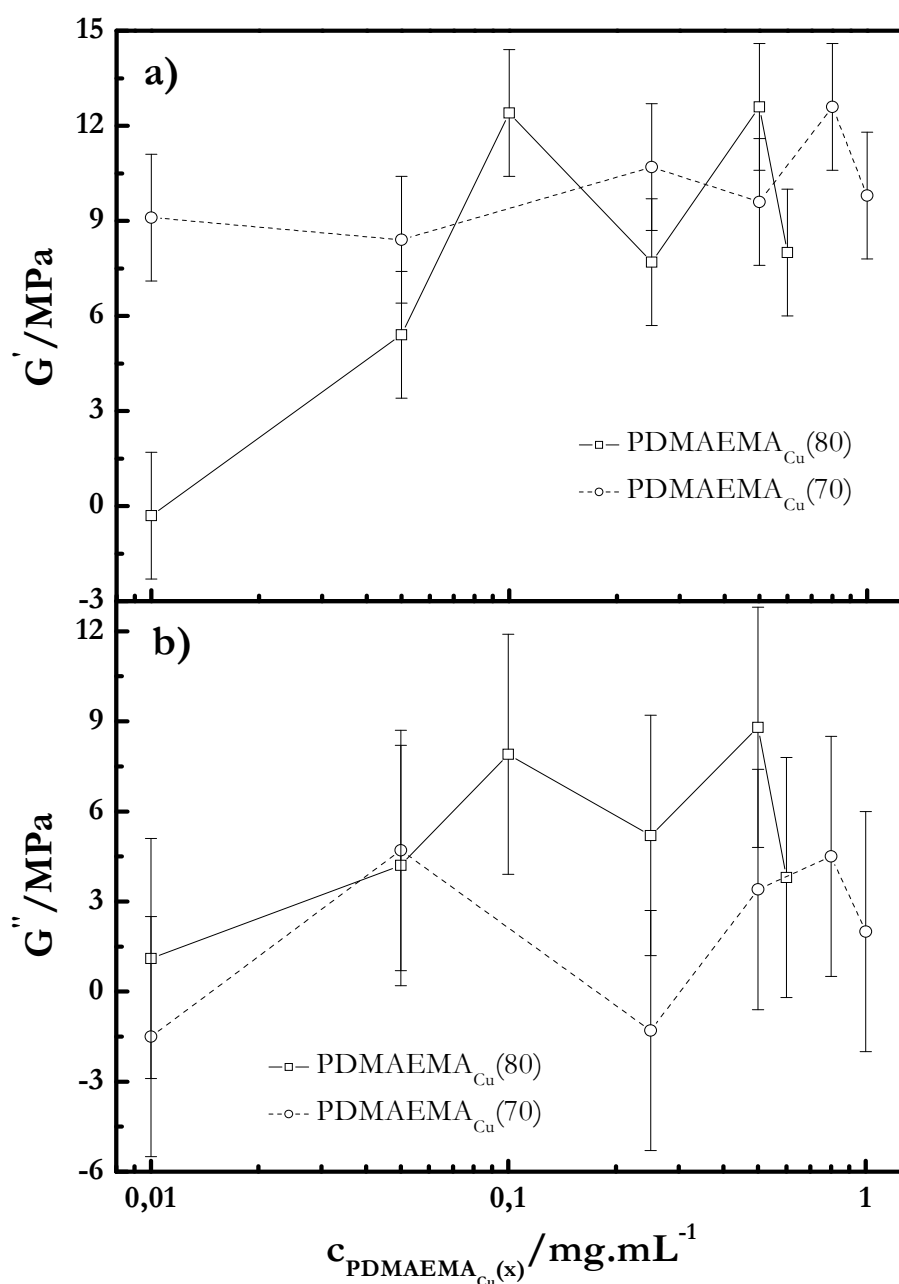 a)
15
12
9
6
3
0
-3
G'/MPa
PDMAEMA_Cu(80)
PDMAEMA_Cu(70)
b)
12
9
6
3
0
-3
-6
G''/MPa
PDMAEMA_Cu(80)
PDMAEMA_Cu(70)
0,01 0,1 1
c_PDMAEMA_Cu(x)/mg.mL^-1